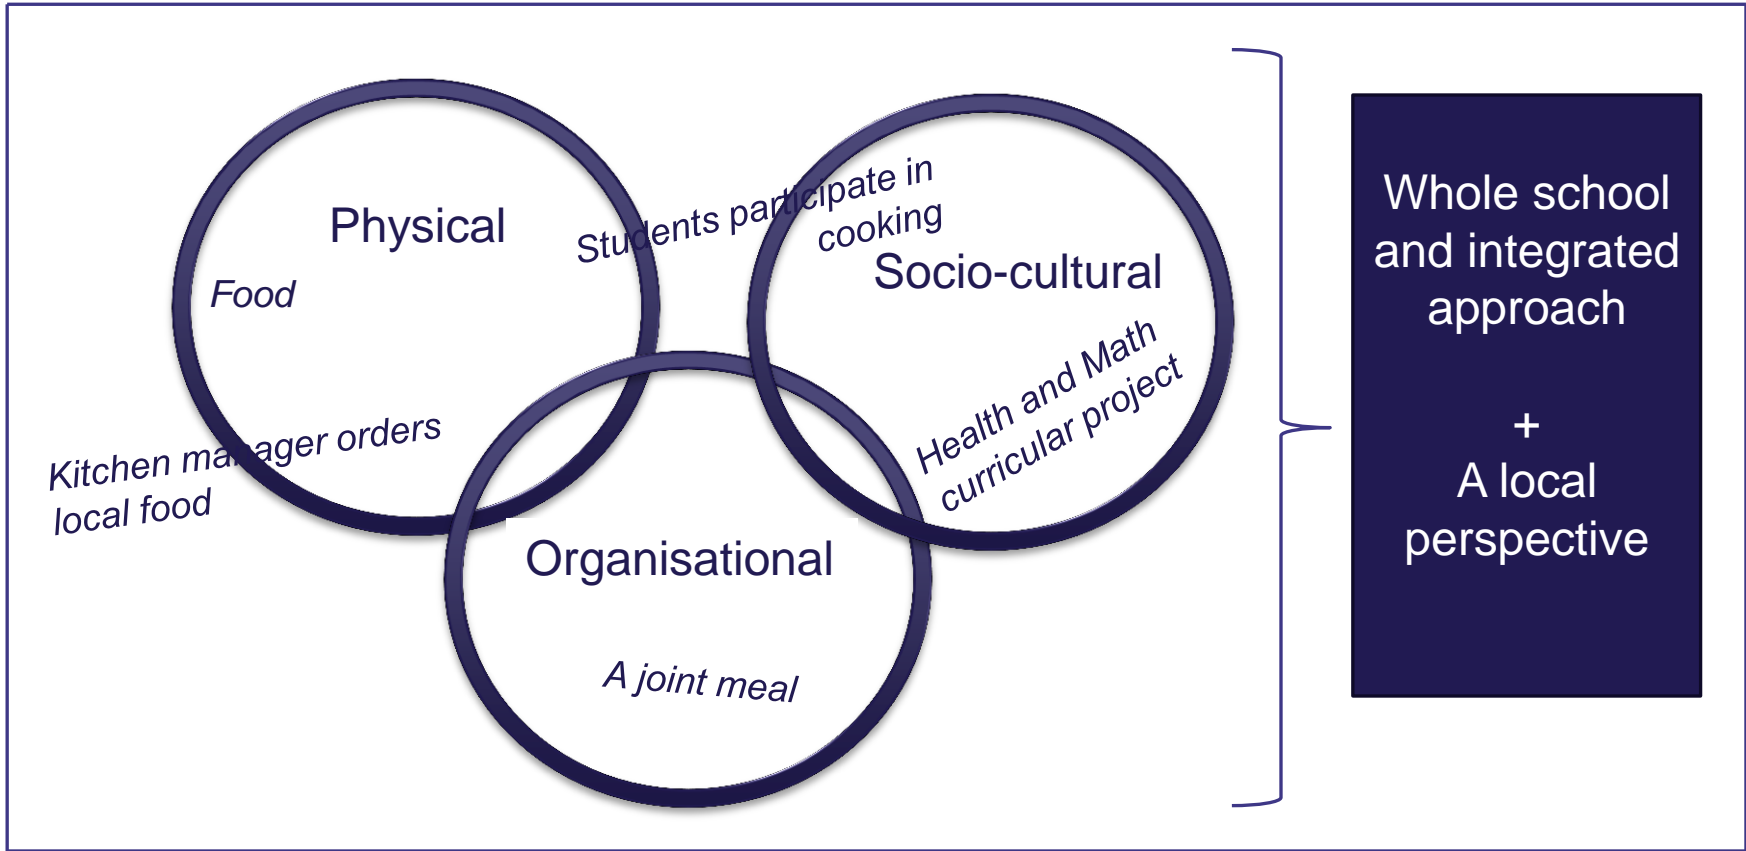 Physical
Food
Students participate in
cooking
Socio-cultural
Health and Math
curricular project
Kitchen manager orders
local food
Organisational
A joint meal
Whole school
and integrated
approach
+
A local
perspective